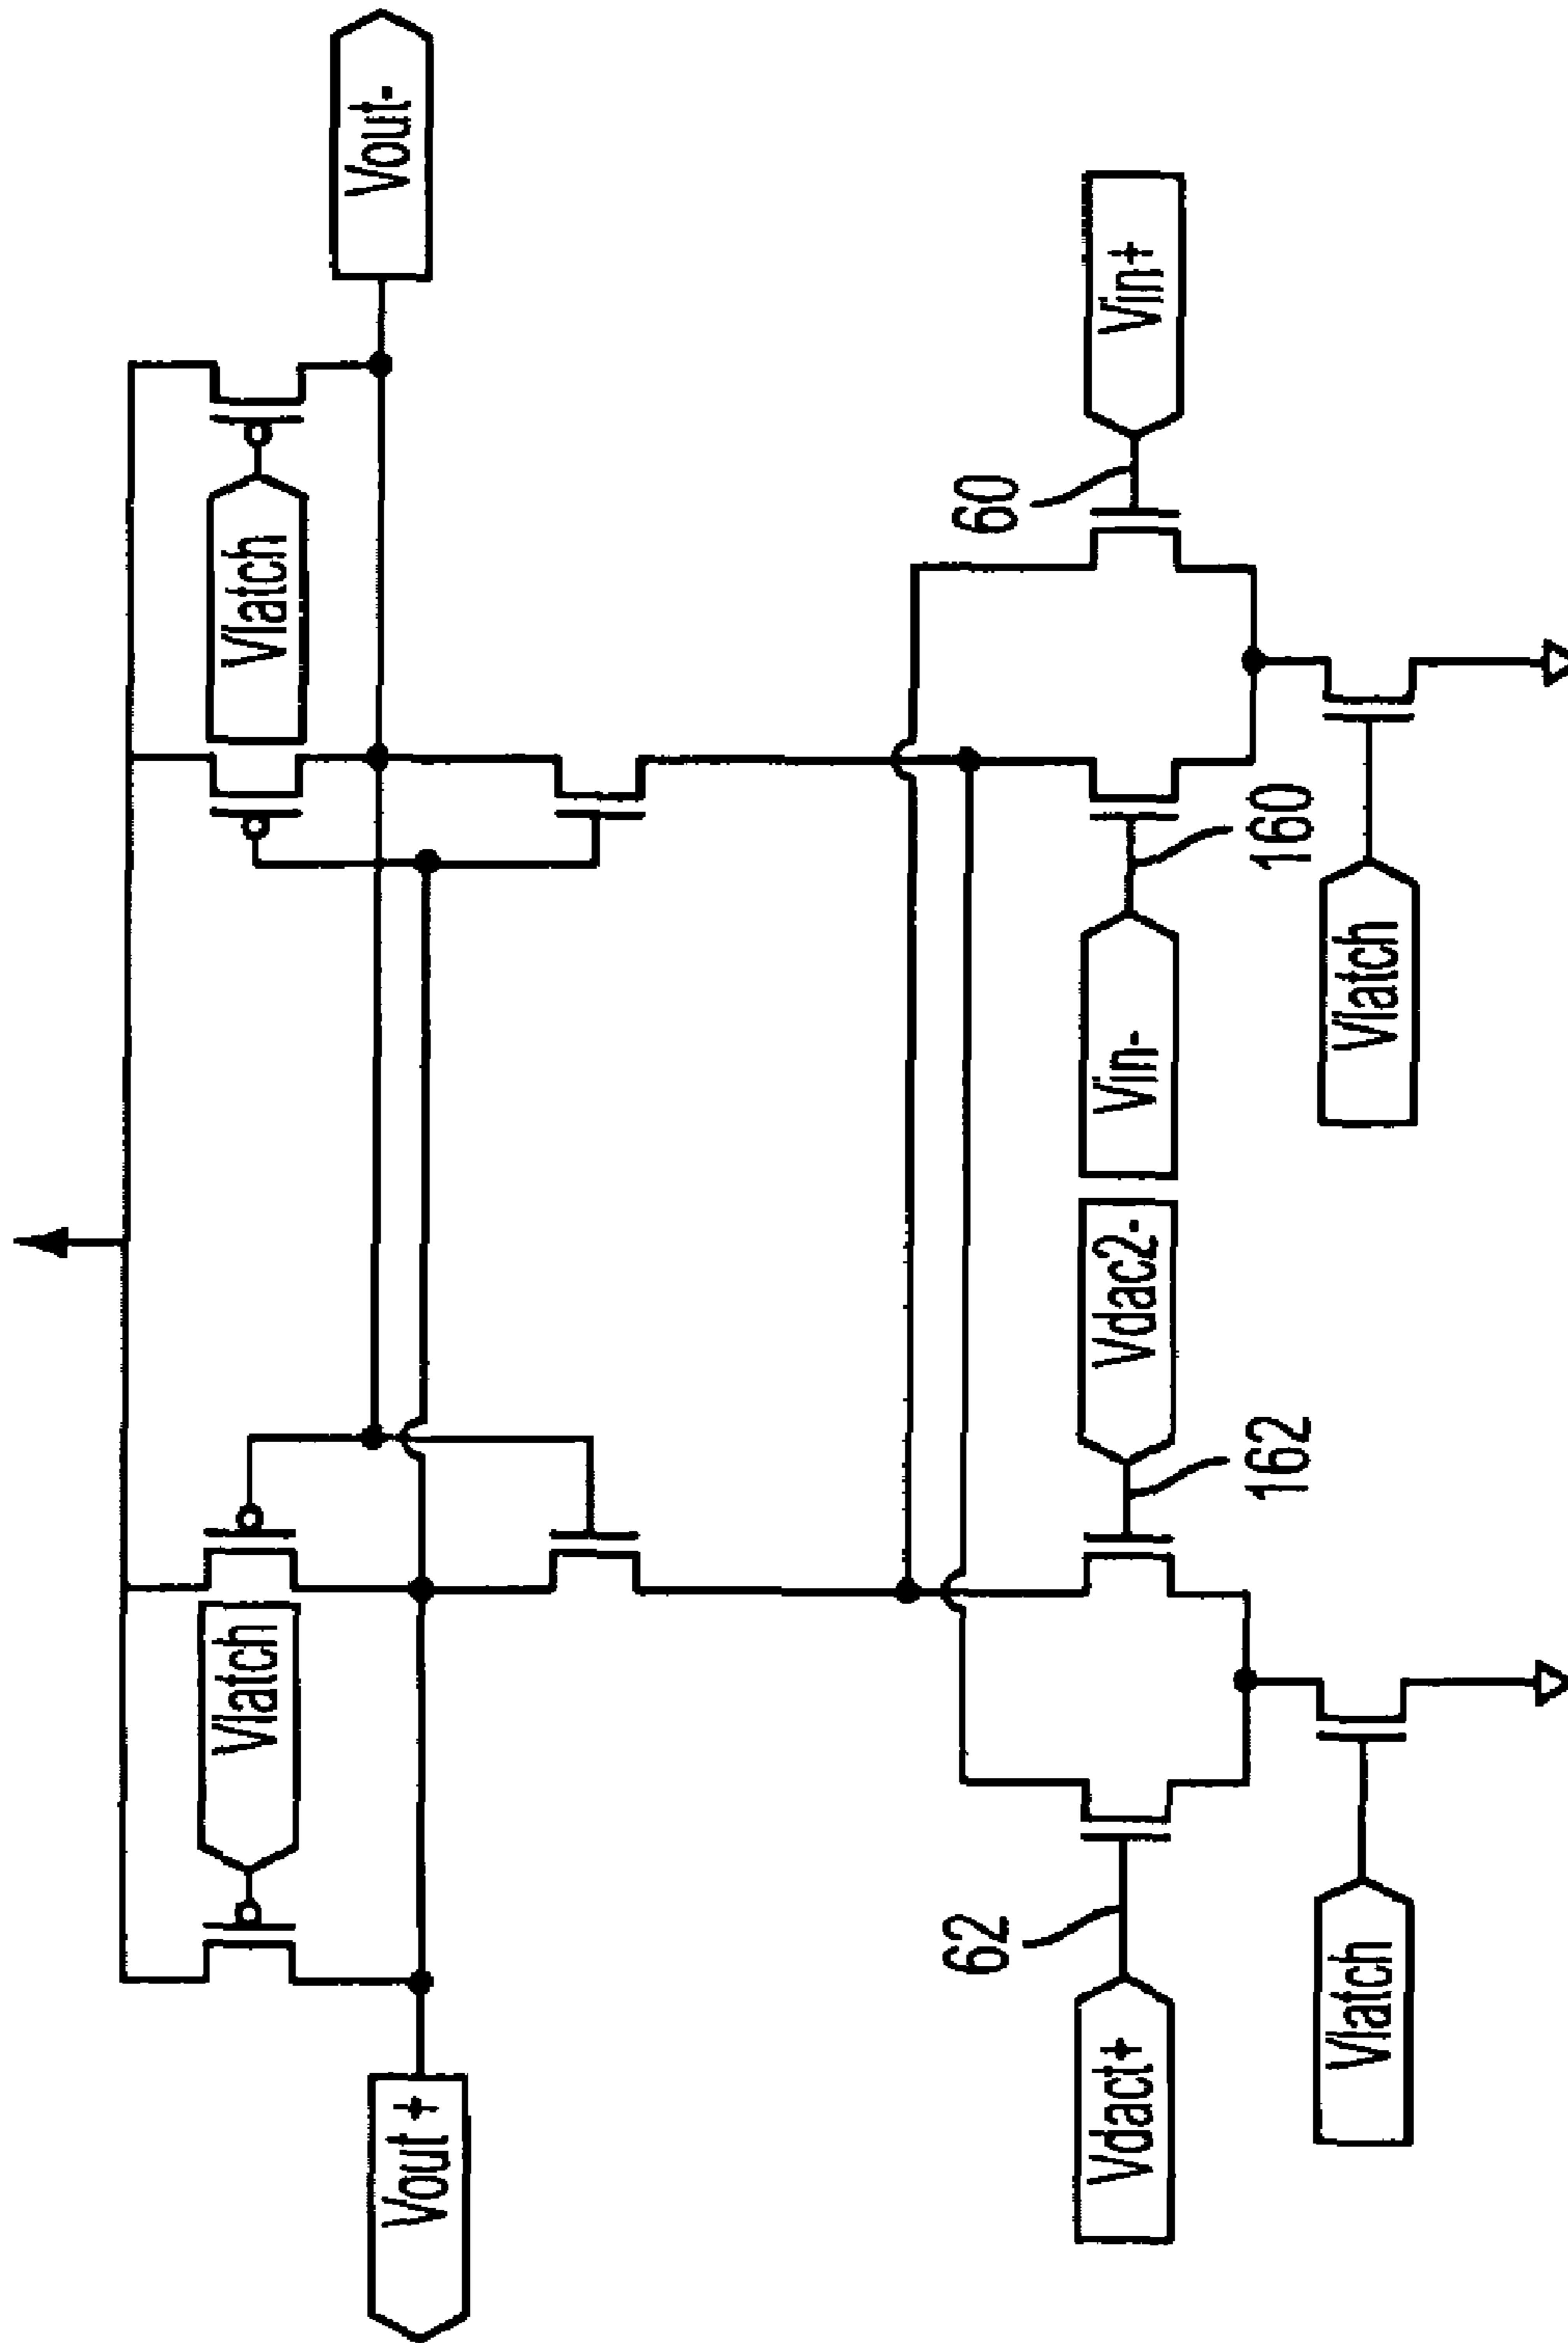 Vlatch
Vlatch
Vout +
Vout-
62
60
Vdact+
Vdac2-
Vin-
Vin+
162
160
Vlatch
Vlatch